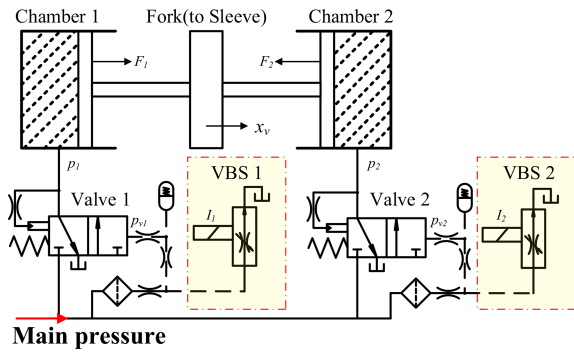 Chamber 1
Fork(to Sleeve)
Chamber 2
F1
F2
xv
p1
p2
VBS 1
VBS 2
Valve 1
Valve 2
pv1
I1
pv2
I2
Main pressure